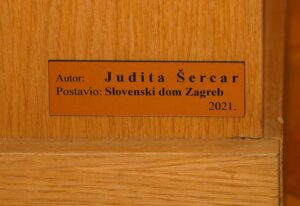 Autor: Judita Šercar
Postavio: Slovenski dom Zagreb
2021.